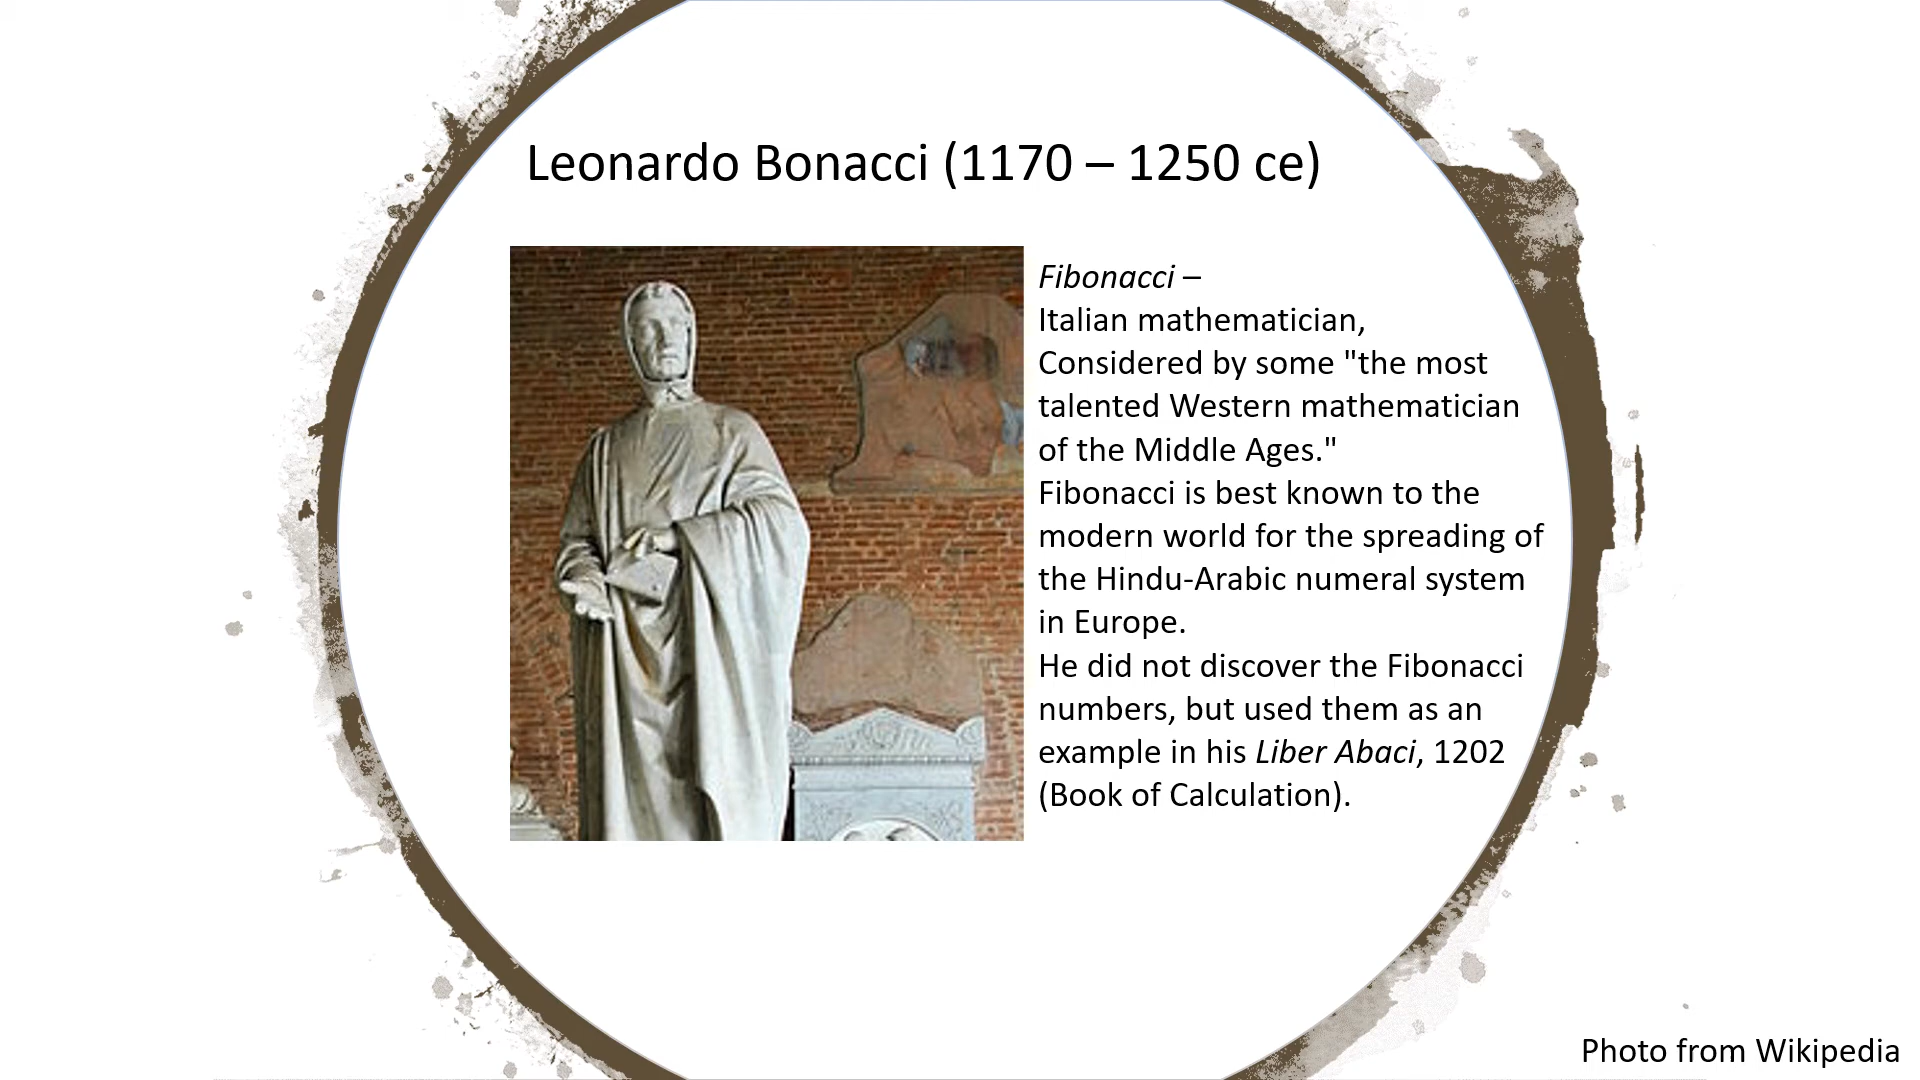 Leonardo Bonacci (1170 – 1250 ce)
Fibonacci –
Italian mathematician,
Considered by some "the most
talented Western mathematician
of the Middle Ages."
Fibonacci is best known to the
modern world for the spreading of
the Hindu-Arabic numeral system
in Europe.
He did not discover the Fibonacci
numbers, but used them as an
example in his Liber Abaci, 1202
(Book of Calculation).
Photo from Wikipedia